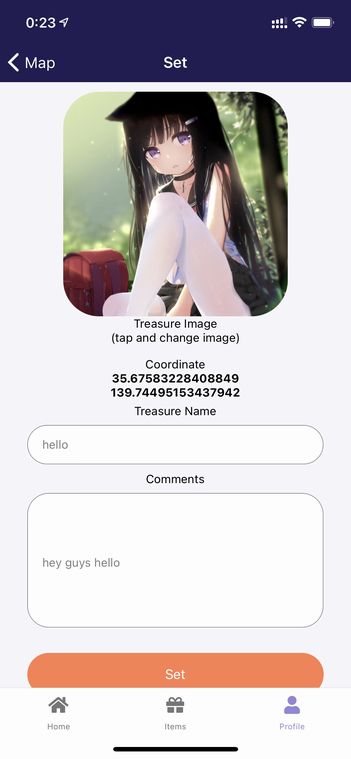 0:23
Map
Set
Treasure Image
(tap and change image)
Coordinate
35.67583228408849
139.74495153437942
Treasure Name
hello
Comments
hey guys hello
Set
Home
Items
Profile